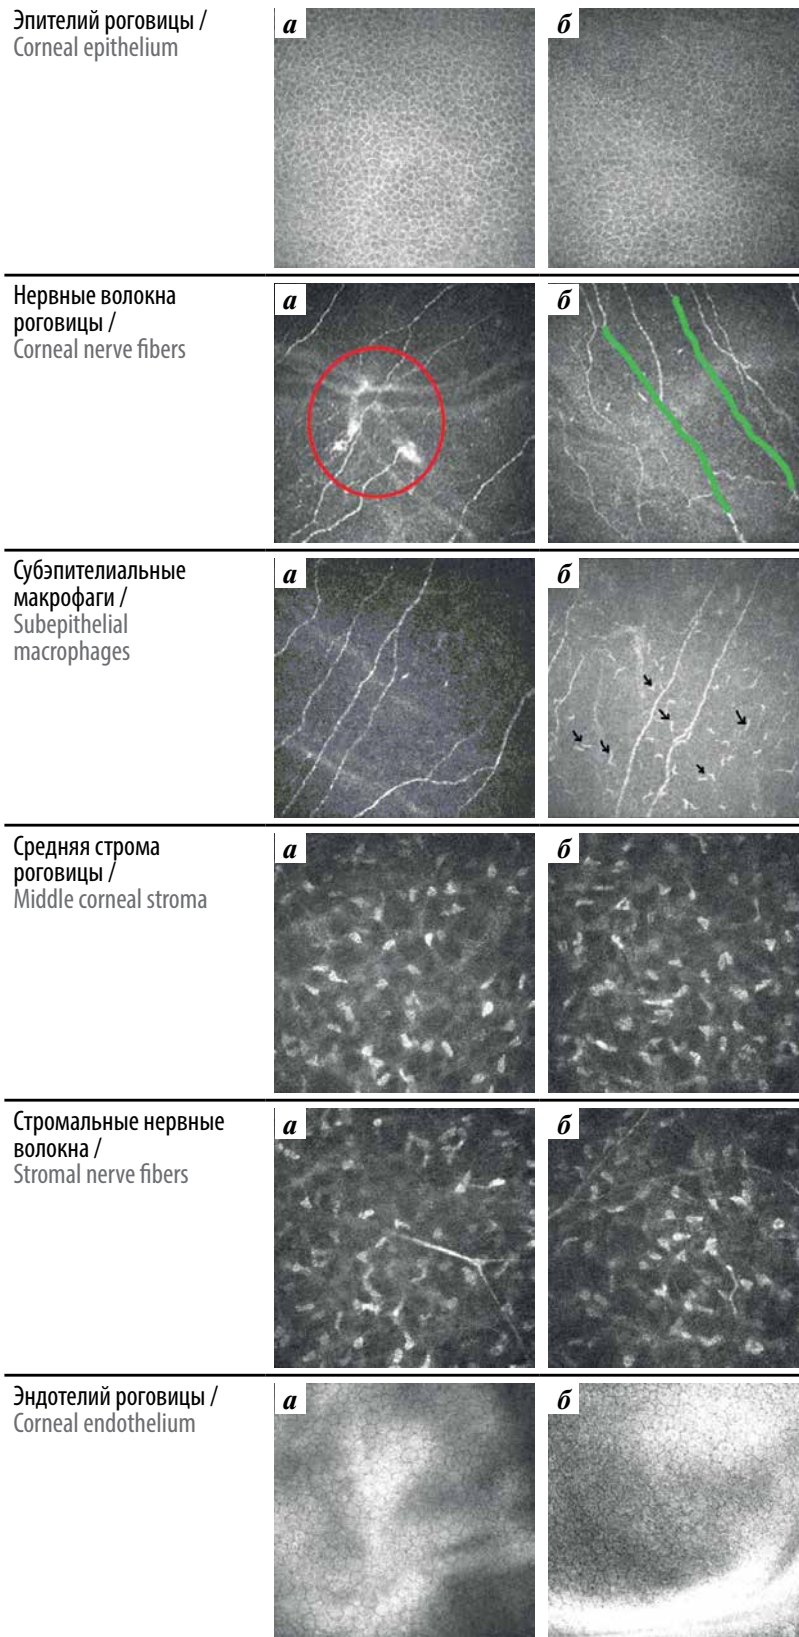 Эпителий роговицы /
Corneal epithelium
а
б
Нервные волокна
роговицы /
Corneal nerve fibers
а
б
Субэпителиальные
макрофаги /
Subepithelial
macrophages
а
б
Средняя строма
роговицы /
Middle corneal stroma
а
б
Стромальные нервные
волокна /
Stromal nerve fibers
а
б
Эндотелий роговицы /
Corneal endothelium
а
б